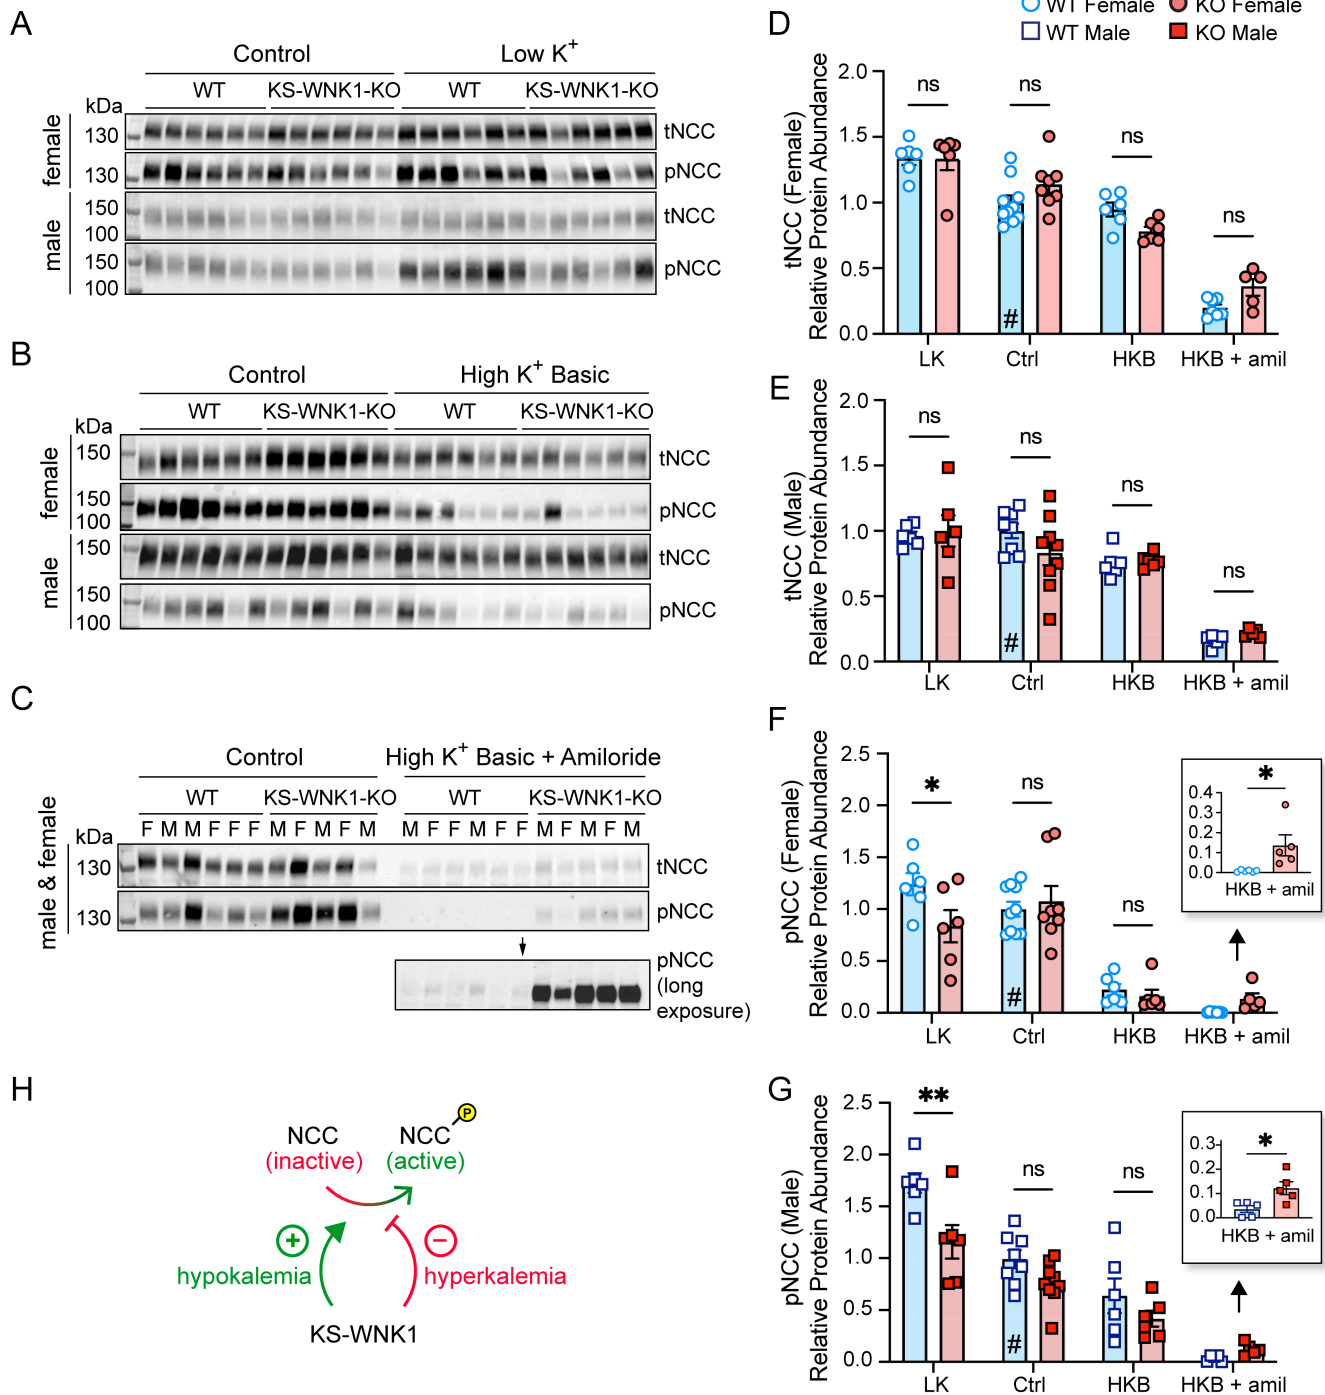 A
Control
Low K+
WT
KS-WNK1-KO
WT
KS-WNK1-KO
kDa
female
130
tNCC
130
pNCC
male
150
100
tNCC
150
100
pNCC
B
Control
High K+ Basic
WT
KS-WNK1-KO
WT
KS-WNK1-KO
kDa
female
150
tNCC
150
100
pNCC
male
150
tNCC
150
100
pNCC
C
Control
High K+ Basic + Amiloride
WT
KS-WNK1-KO
WT
KS-WNK1-KO
F M M F F F M F M F M
M F F F F M F M F M
kDa
male & female
130
tNCC
130
pNCC
pNCC
(long
exposure)
H
P
NCC
NCC
(inactive)
(active)
+
−
hypokalemia
hyperkalemia
KS-WNK1
WT Female
KO Female
WT Male
KO Male
D
tNCC (Female)
Relative Protein Abundance
2.0
1.5
1.0
0.5
0.0
ns
ns
ns
ns
#
LK
Ctrl
HKB
HKB + amil
E
tNCC (Male)
Relative Protein Abundance
2.0
1.5
1.0
0.5
0.0
ns
ns
ns
ns
#
LK
Ctrl
HKB
HKB + amil
F
pNCC (Female)
Relative Protein Abundance
2.5
2.0
1.5
1.0
0.5
0.0
*
ns
ns
#
LK
Ctrl
HKB
HKB + amil
*
0.4
0.3
0.2
0.1
0.0
HKB + amil
G
pNCC (Male)
Relative Protein Abundance
2.5
2.0
1.5
1.0
0.5
0.0
**
ns
ns
#
LK
Ctrl
HKB
HKB + amil
*
0.3
0.2
0.1
0.0
HKB + amil